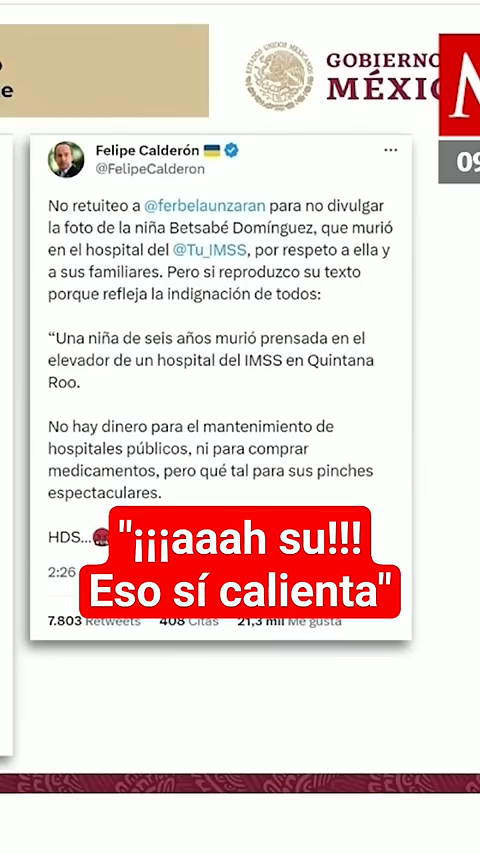 te
GOBIERNO
MÉXIC
M
09
Felipe Calderón
@FelipeCalderon
No retuiteo a @ferbelaunzaran para no divulgar
la foto de la niña Betsabé Domínguez, que murió
en el hospital del @Tu_IMSS, por respeto a ella y
a sus familiares. Pero si reproduzco su texto
porque refleja la indignación de todos:
“Una niña de seis años murió prensada en el
elevador de un hospital del IMSS en Quintana
Roo.
No hay dinero para el mantenimiento de
hospitales públicos, ni para comprar
medicamentos, pero qué tal para sus pinches
espectaculares.
HDS...
"¡¡¡aaah su!!!
Eso sí calienta"
2:26
7.803 Retweets 408 Citas 21,3 mil Me gusta